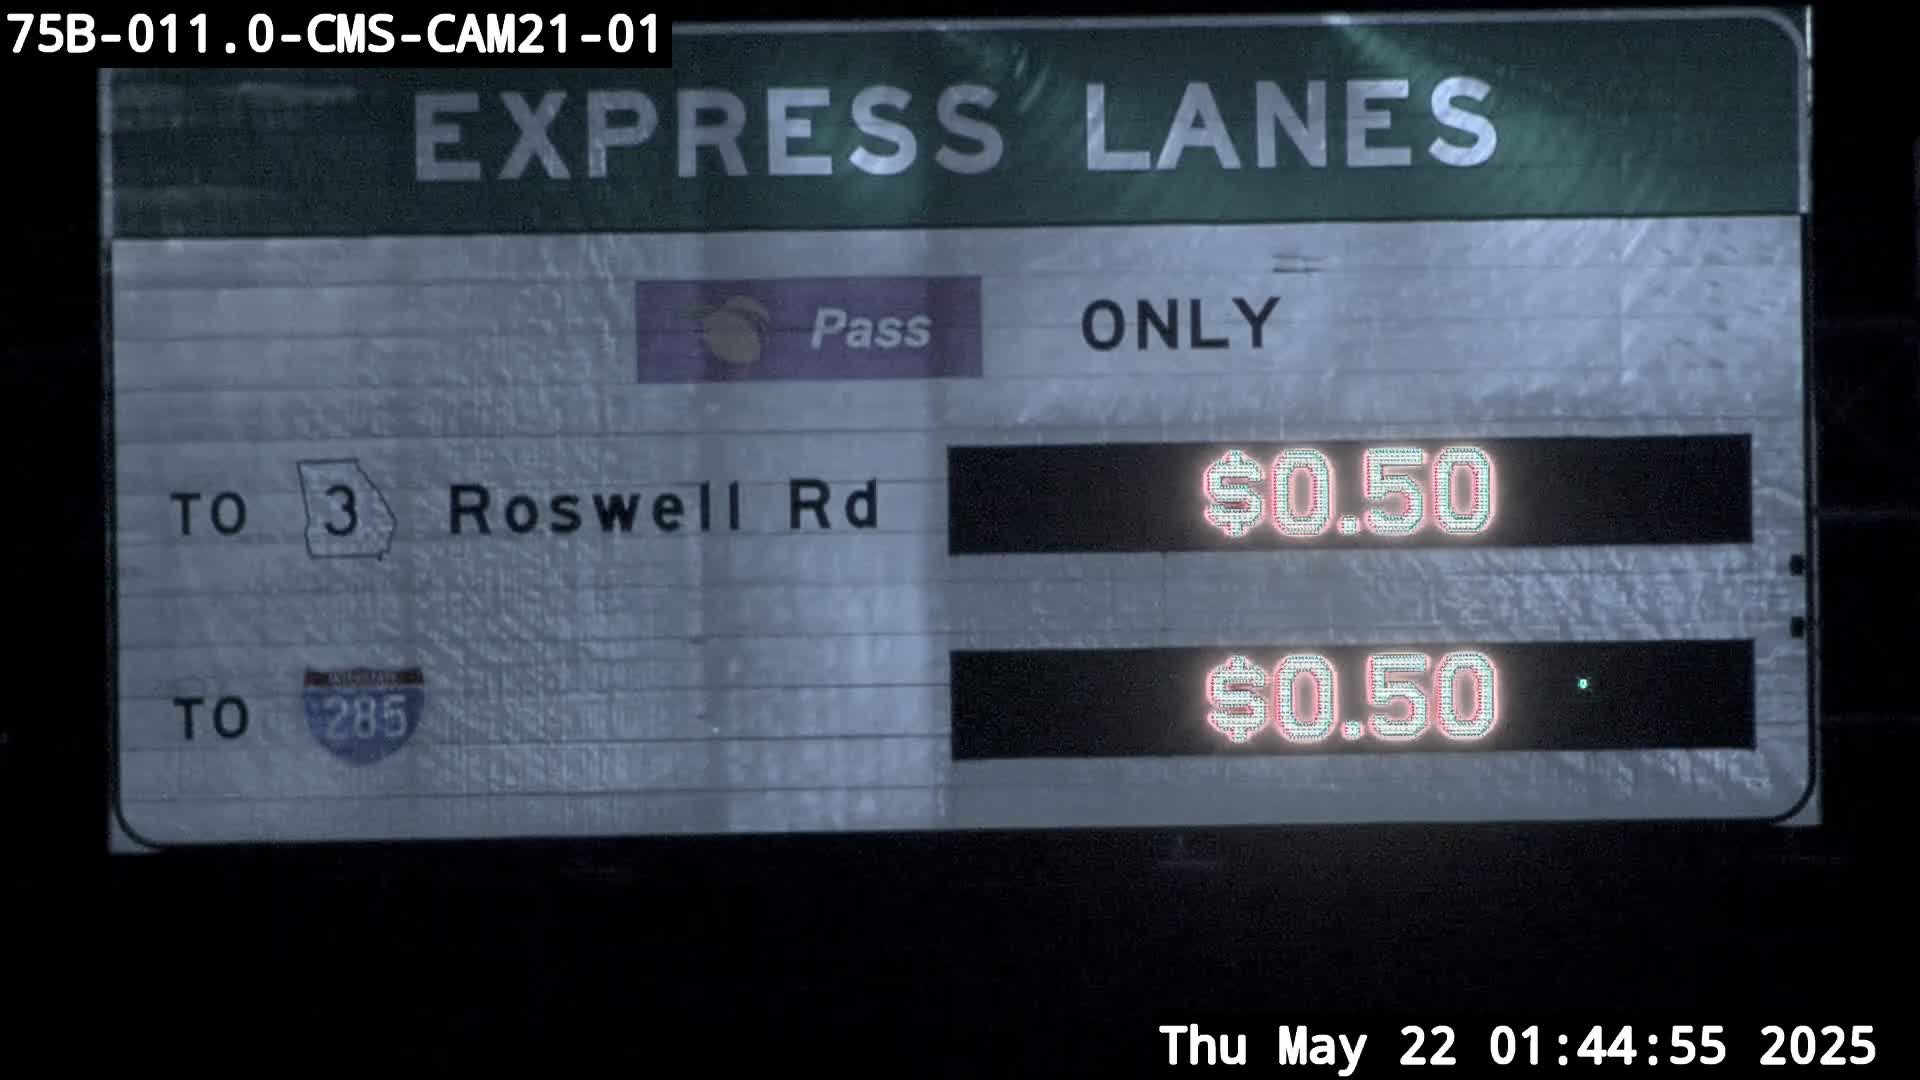 75B-011.0-CMS-CAM21-01
EXPRESS LANES
Pass ONLY
TO 3 Roswell Rd $0.50
INTERSTATE
TO 285 $0.50
Thu May 22 01:44:55 2025